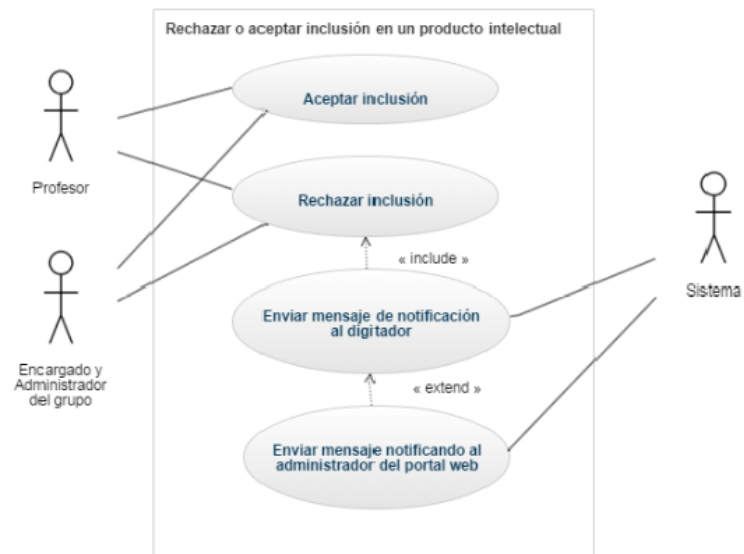 Rechazar o aceptar inclusión en un producto intelectual
Aceptar inclusión
Profesor
Rechazar inclusión
« include »
Sistema
Enviar mensaje de notificación
al digitador
Encargado y
Administrador
del grupo
« extend »
Enviar mensaje notificando al
administrador del portal web